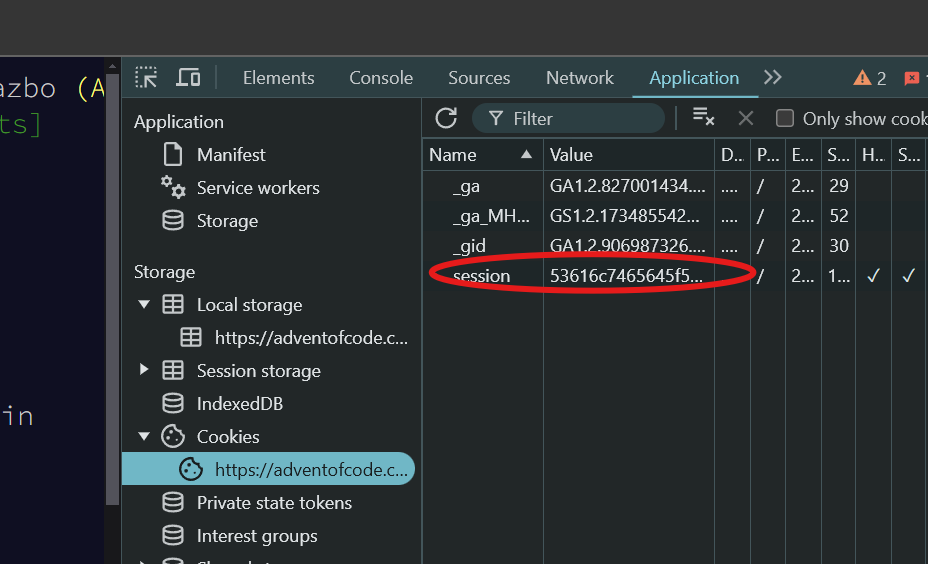 azbo (A
ts]
in
Elements Console Sources Network Application 2
Application
Manifest
Service workers
Storage
Storage
Local storage
https://adventofcode.c...
Session storage
IndexedDB
Cookies
https://adventofcode.c...
Private state tokens
Interest groups
Filter Only show cook
Name Value D... P... E... S... H... S...
_ga GA1.2.827001434.... .... / 2... 29
_ga_MH... GS1.2.173485542... .... / 2... 52
_gid GA1.2.906987326.... .... / 2... 30
session 53616c7465645f5... / 2... 1... ✓ ✓